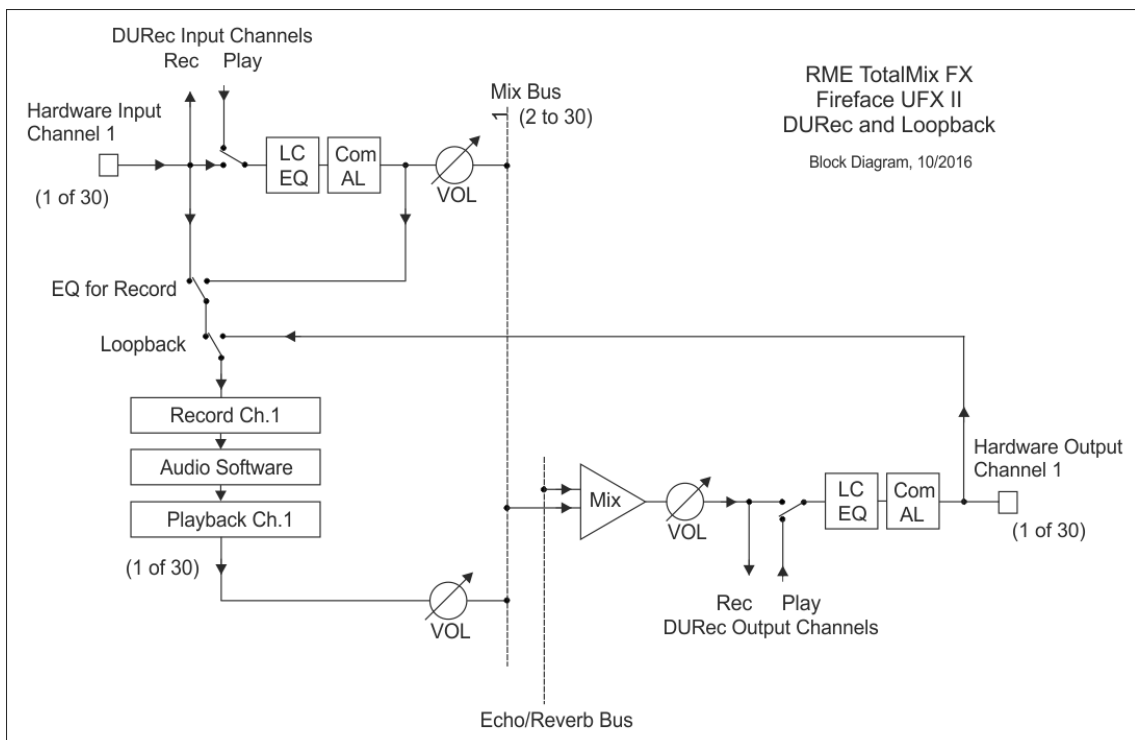 DURec Input Channels
Rec Play
Hardware Input
Channel 1
(1 of 30)
LC
EQ
Com
AL
VOL
Mix Bus
1 (2 to 30)
RME TotalMix FX
Fireface UFX II
DURec and Loopback
Block Diagram, 10/2016
EQ for Record
Loopback
Record Ch.1
Audio Software
Playback Ch.1
(1 of 30)
VOL
Echo/Reverb Bus
Mix
VOL
Rec Play
DURec Output Channels
LC
EQ
Com
AL
Hardware Output
Channel 1
(1 of 30)